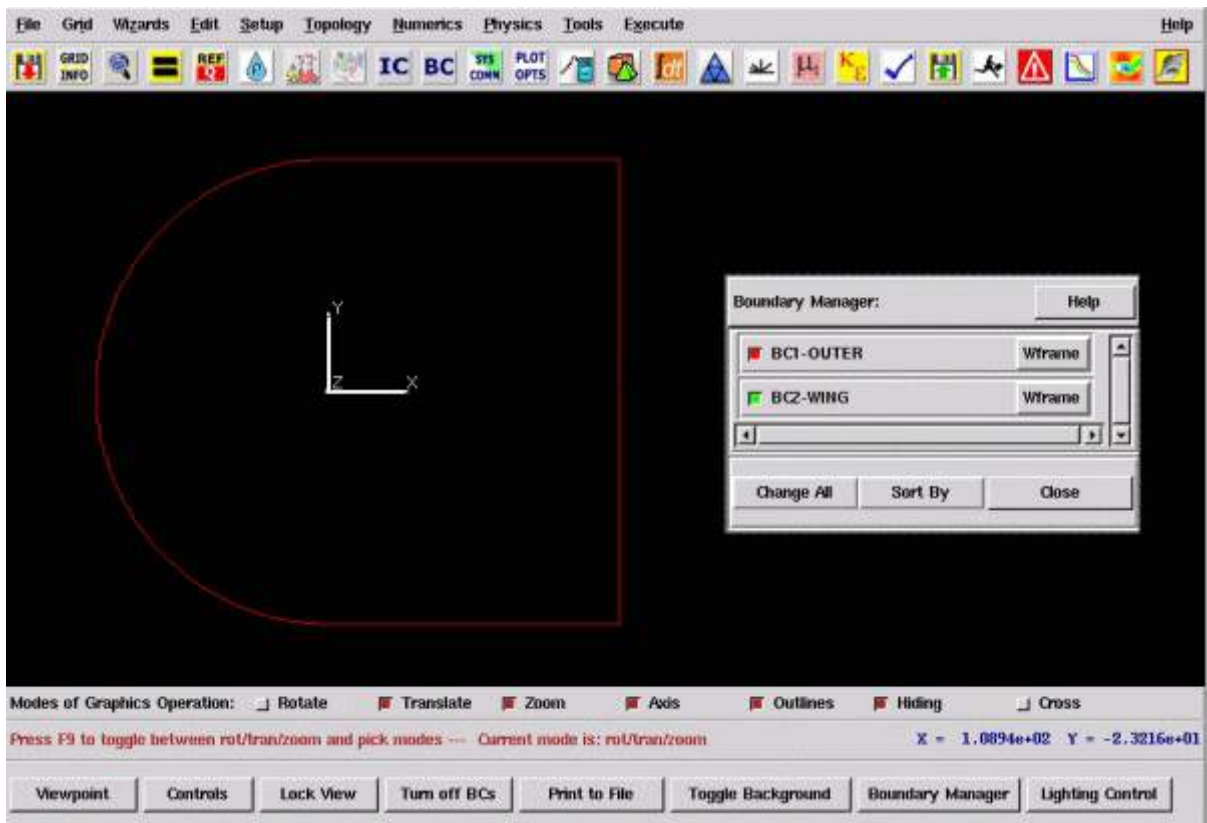 File Grid Wizards Edit Setup Topology Numerics Physics Tools Execute Help
GRID INFO REF IC BC SYS COMM PLOT OPTS μt K E
Y
Z X
Boundary Manager: Help
BC1-OUTER Wframe
BC2-WING Wframe
Change All Sort By Close
Modes of Graphics Operation: Rotate Translate Zoom Axis Outlines Hiding Cross
Press F9 to toggle between rot/tran/zoom and pick modes --- Current mode is: rot/tran/zoom X = 1.0894e+02 Y = -2.3216e+01
Viewpoint Controls Lock View Turn off BCs Print to File Toggle Background Boundary Manager Lighting Control